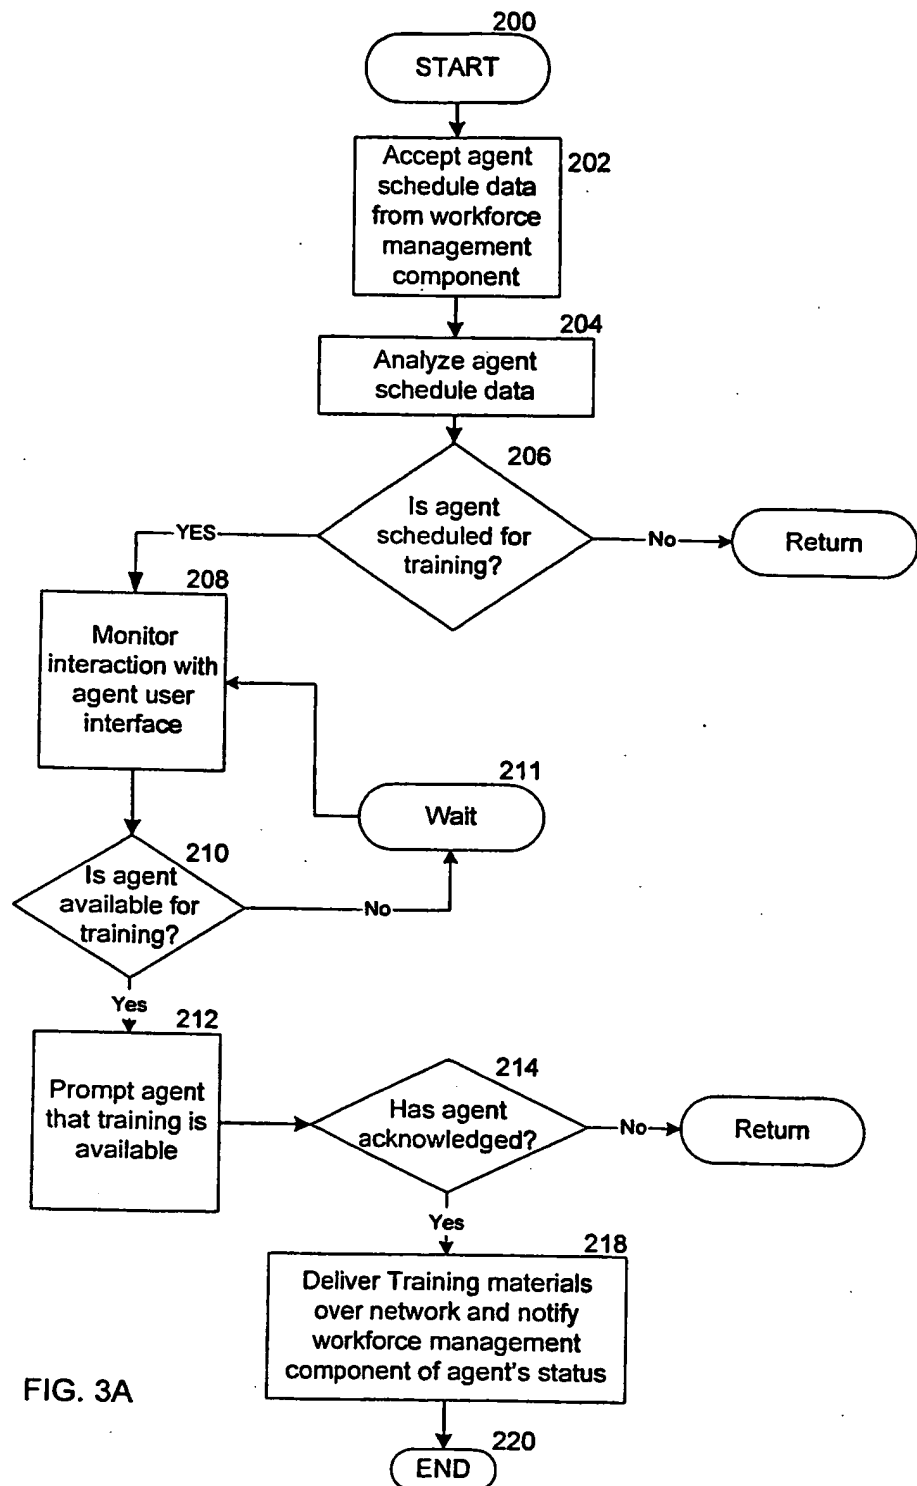 200
START
202
Accept agent
schedule data
from workforce
management
component
204
Analyze agent
schedule data
206
Is agent
scheduled for
training?
YES
No
Return
208
Monitor
interaction with
agent user
interface
211
Wait
210
Is agent
available for
training?
No
Yes
212
Prompt agent
that training is
available
214
Has agent
acknowledged?
No
Return
Yes
218
Deliver Training materials
over network and notify
workforce management
component of agent's status
FIG. 3A
220
END